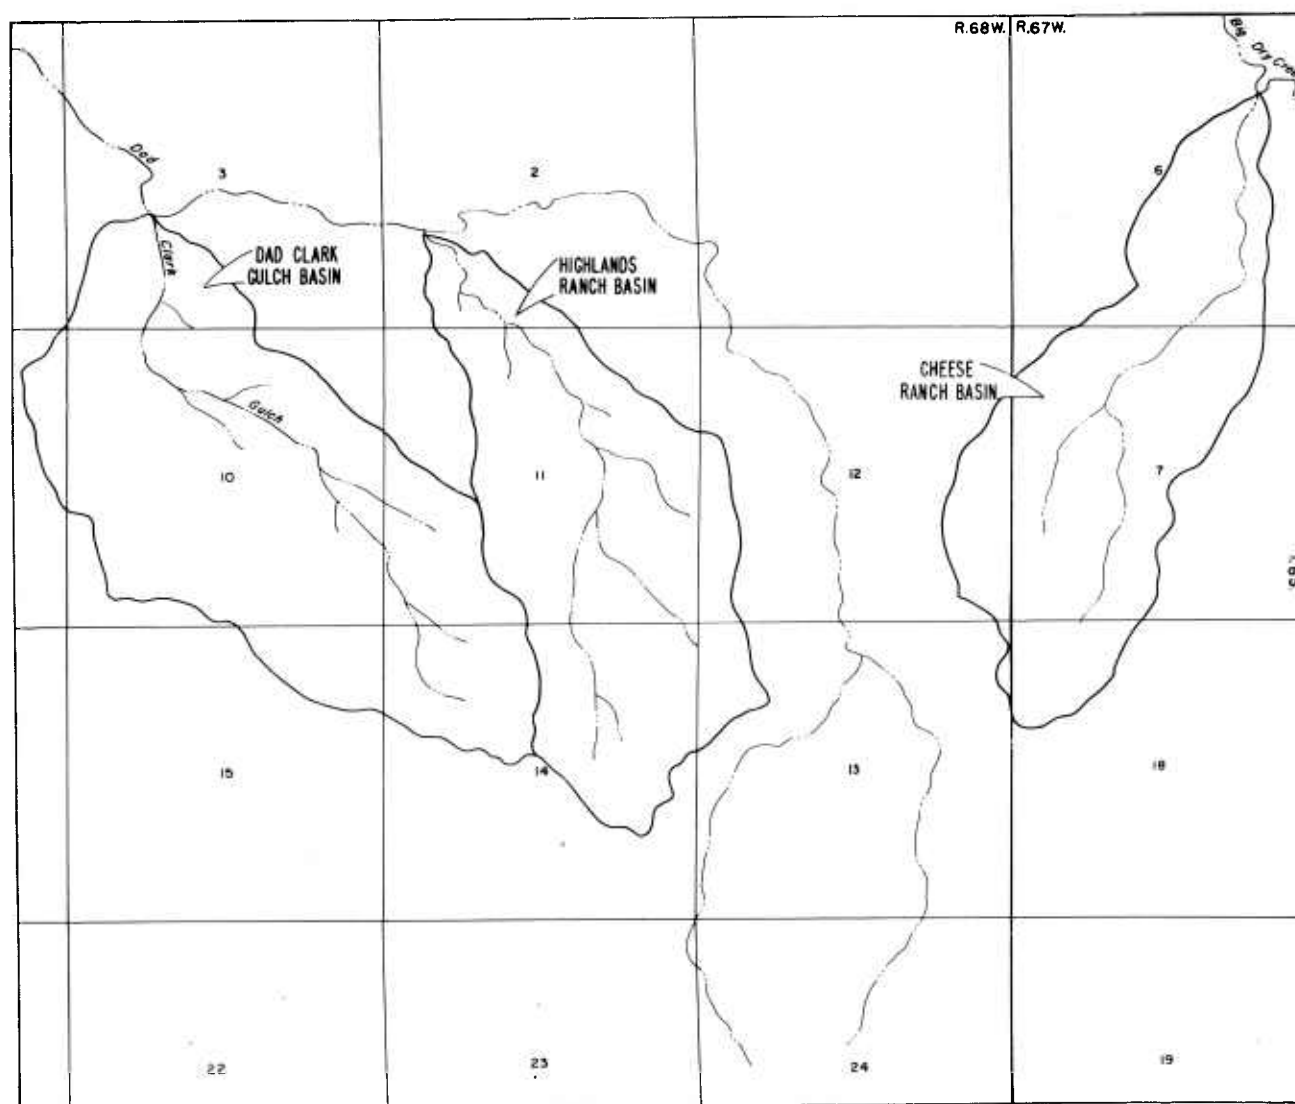 R.68W. R.67W.
Big Dry Cree
Dad
3
2
6
Clark
DAD CLARK
GULCH BASIN
HIGHLANDS
RANCH BASIN
CHEESE
RANCH BASIN
Gulch
10
11
12
7
15
14
13
18
22
23
24
19